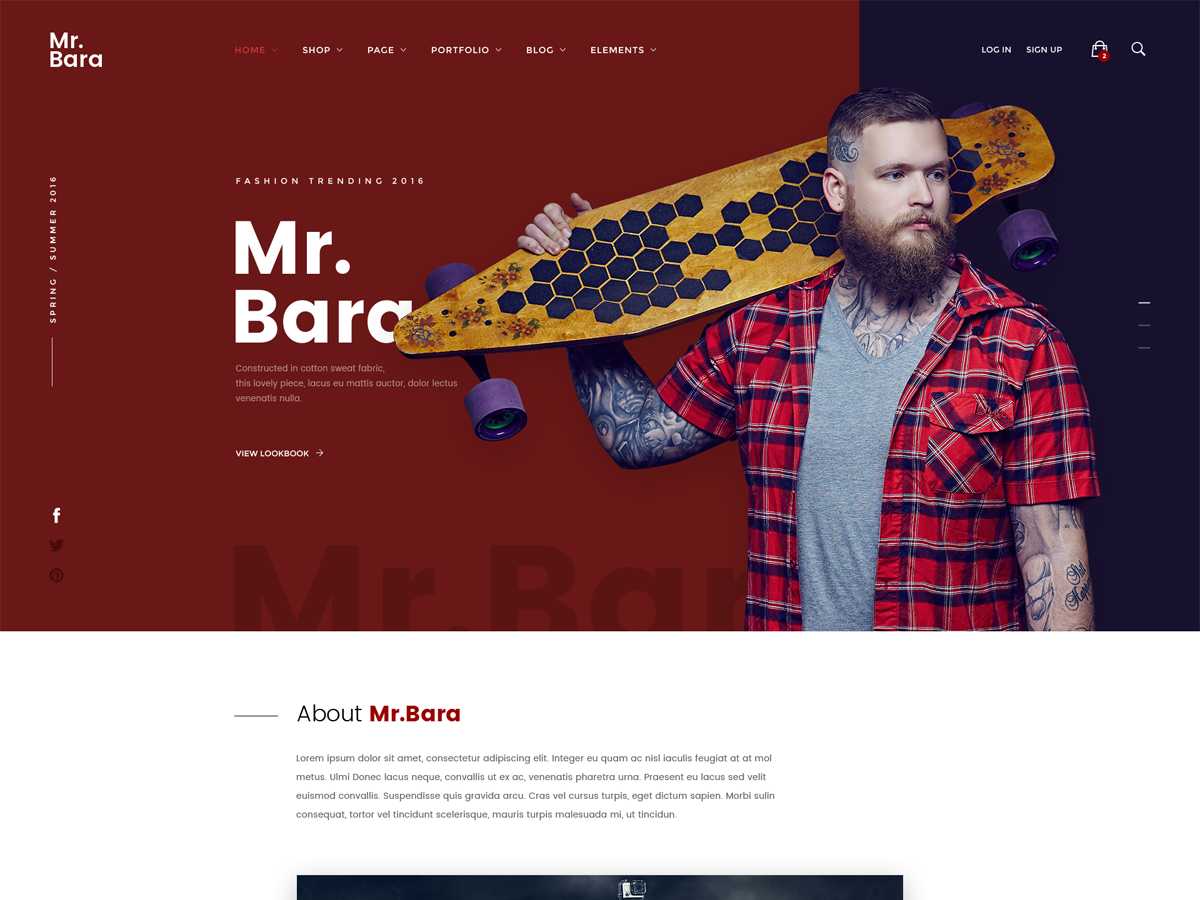 Mr.
Bara
HOME
SHOP
PAGE
PORTFOLIO
BLOG
ELEMENTS
LOG IN
SIGN UP
2
SPRING / SUMMER 2016
FASHION TRENDING 2016
Mr.
Bara
Constructed in cotton sweat fabric,
this lovely piece, lacus eu mattis auctor, dolor lectus
venenatis nulla.
VIEW LOOKBOOK
Mr.Bar
About Mr.Bara
Lorem ipsum dolor sit amet, consectetur adipiscing elit. Integer eu quam ac nisl iaculis feugiat at at mol
metus. Ulmi Donec lacus neque, convallis ut ex ac, venenatis pharetra urna. Praesent eu lacus sed velit
euismod convallis. Suspendisse quis gravida arcu. Cras vel cursus turpis, eget dictum sapien. Morbi sulin
consequat, tortor vel tincidunt scelerisque, mauris turpis malesuada mi, ut tincidun.